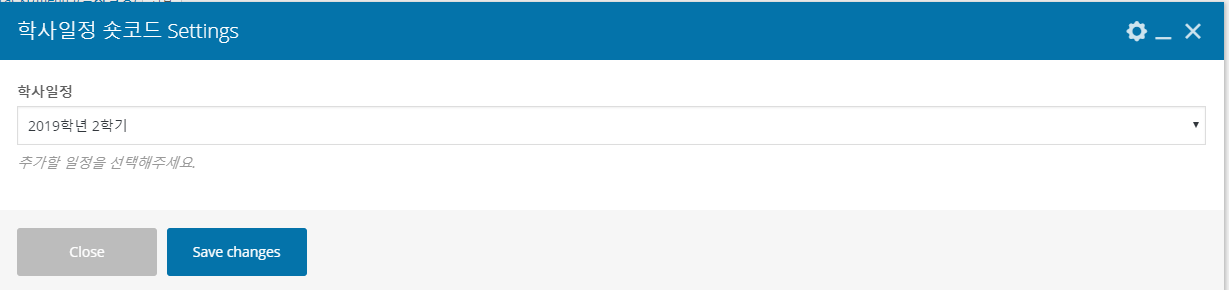 학사일정 숏코드 Settings
학사일정
2019학년 2학기
추가할 일정을 선택해주세요.
Close
Save changes